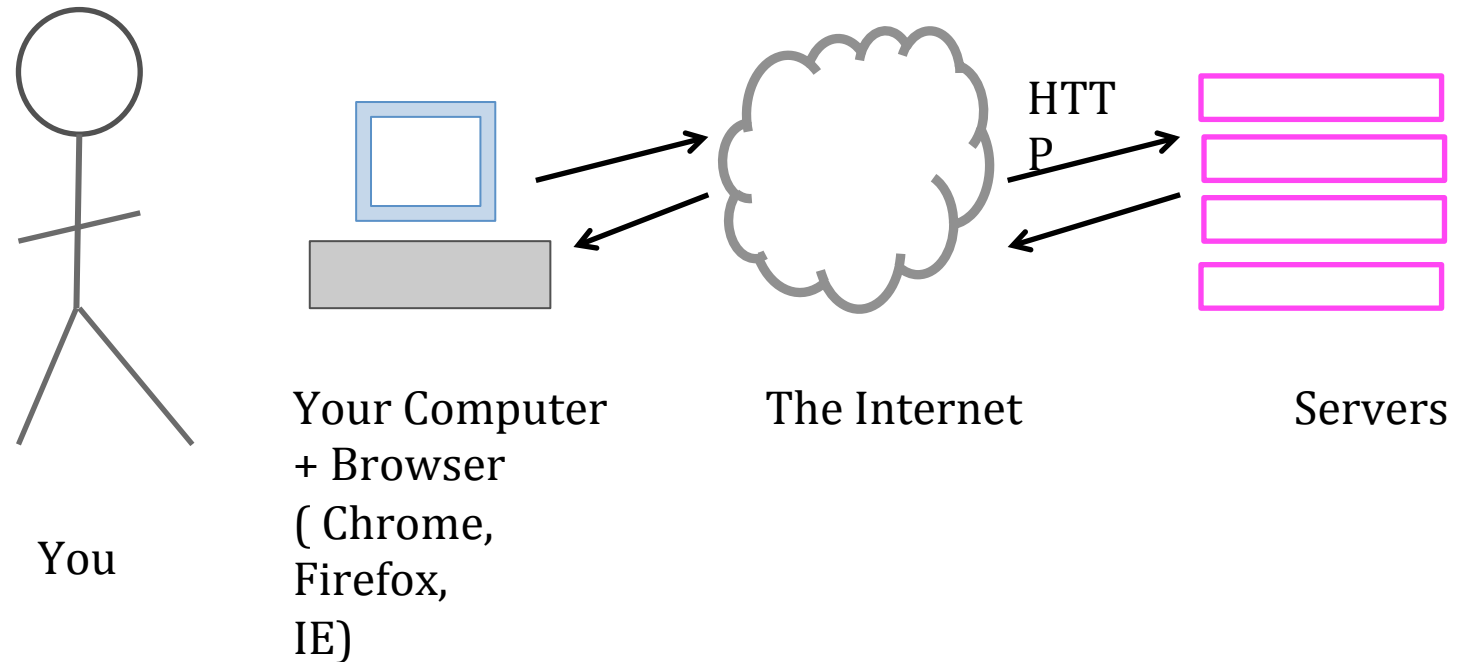 HTT
P
Your Computer
+ Browser
( Chrome,
Firefox,
IE)
The Internet
Servers
You